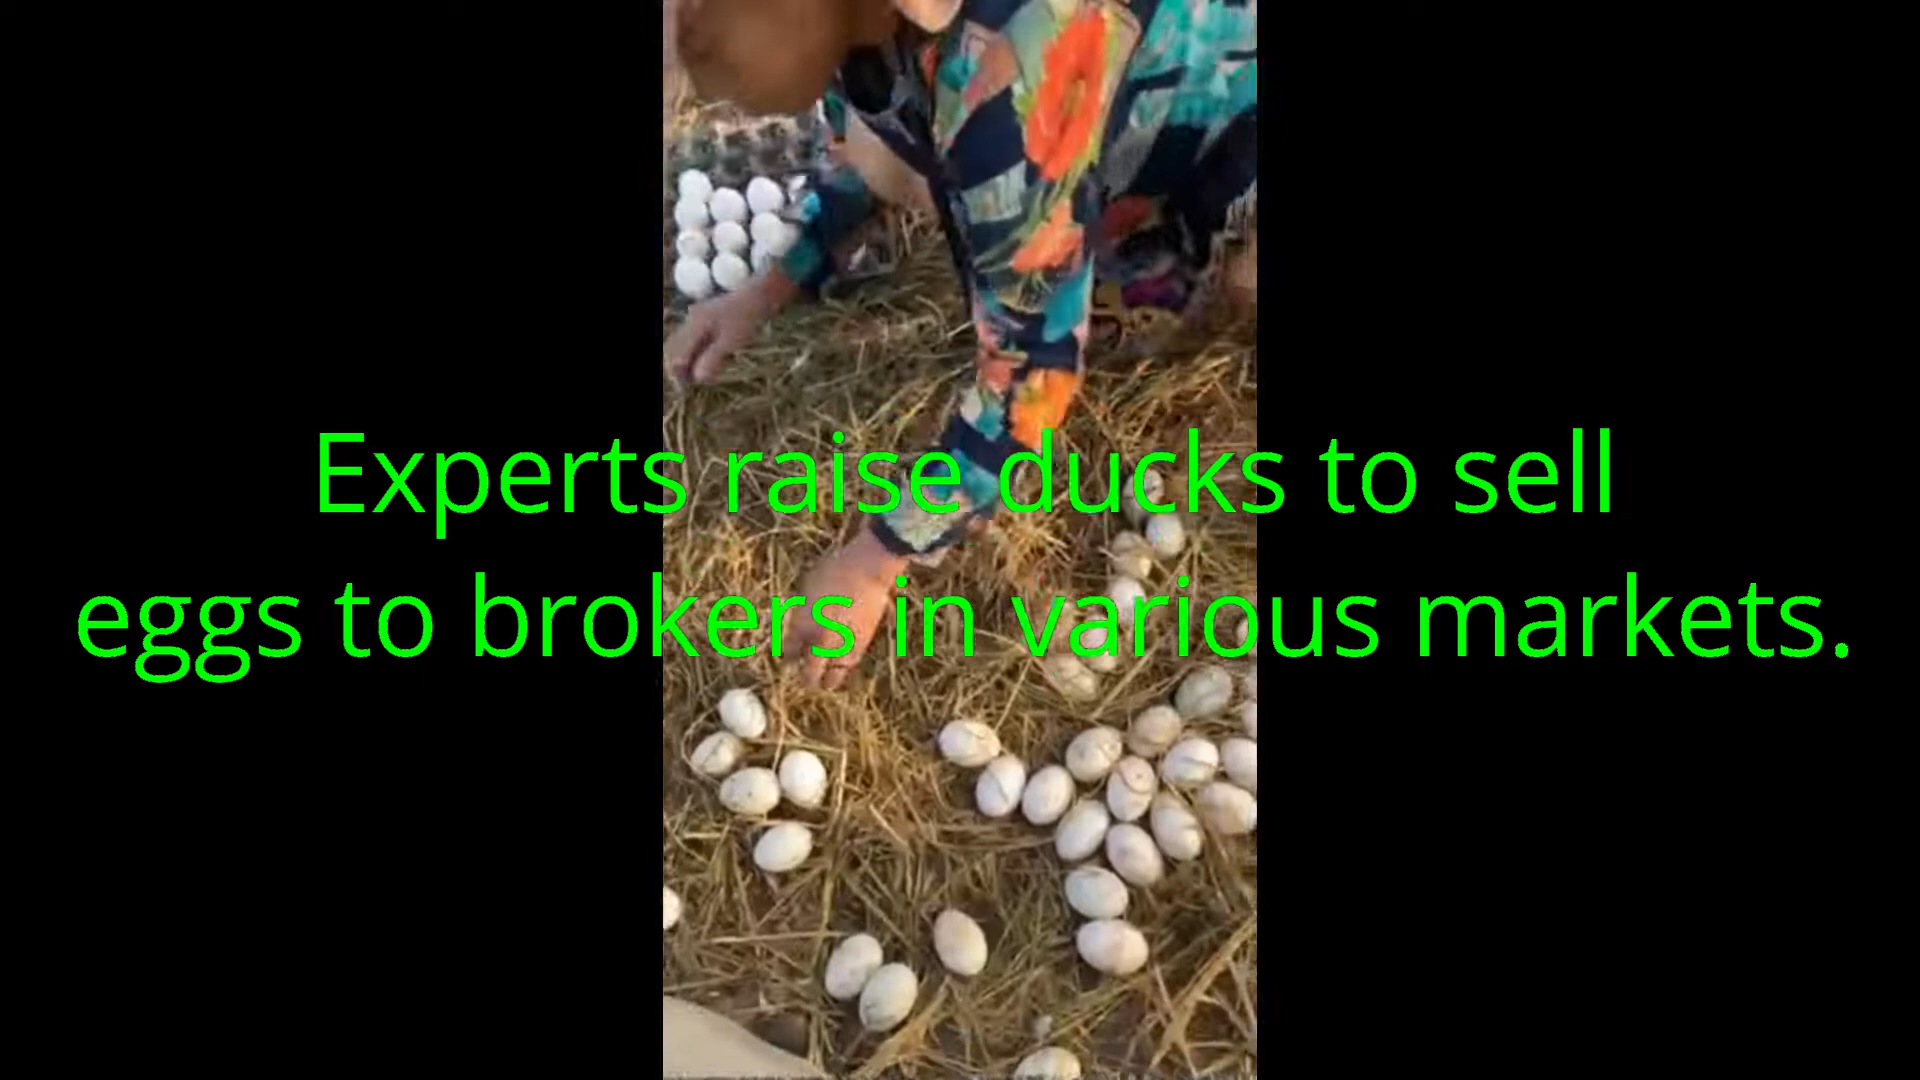 Experts raise ducks to sell
eggs to brokers in various markets.